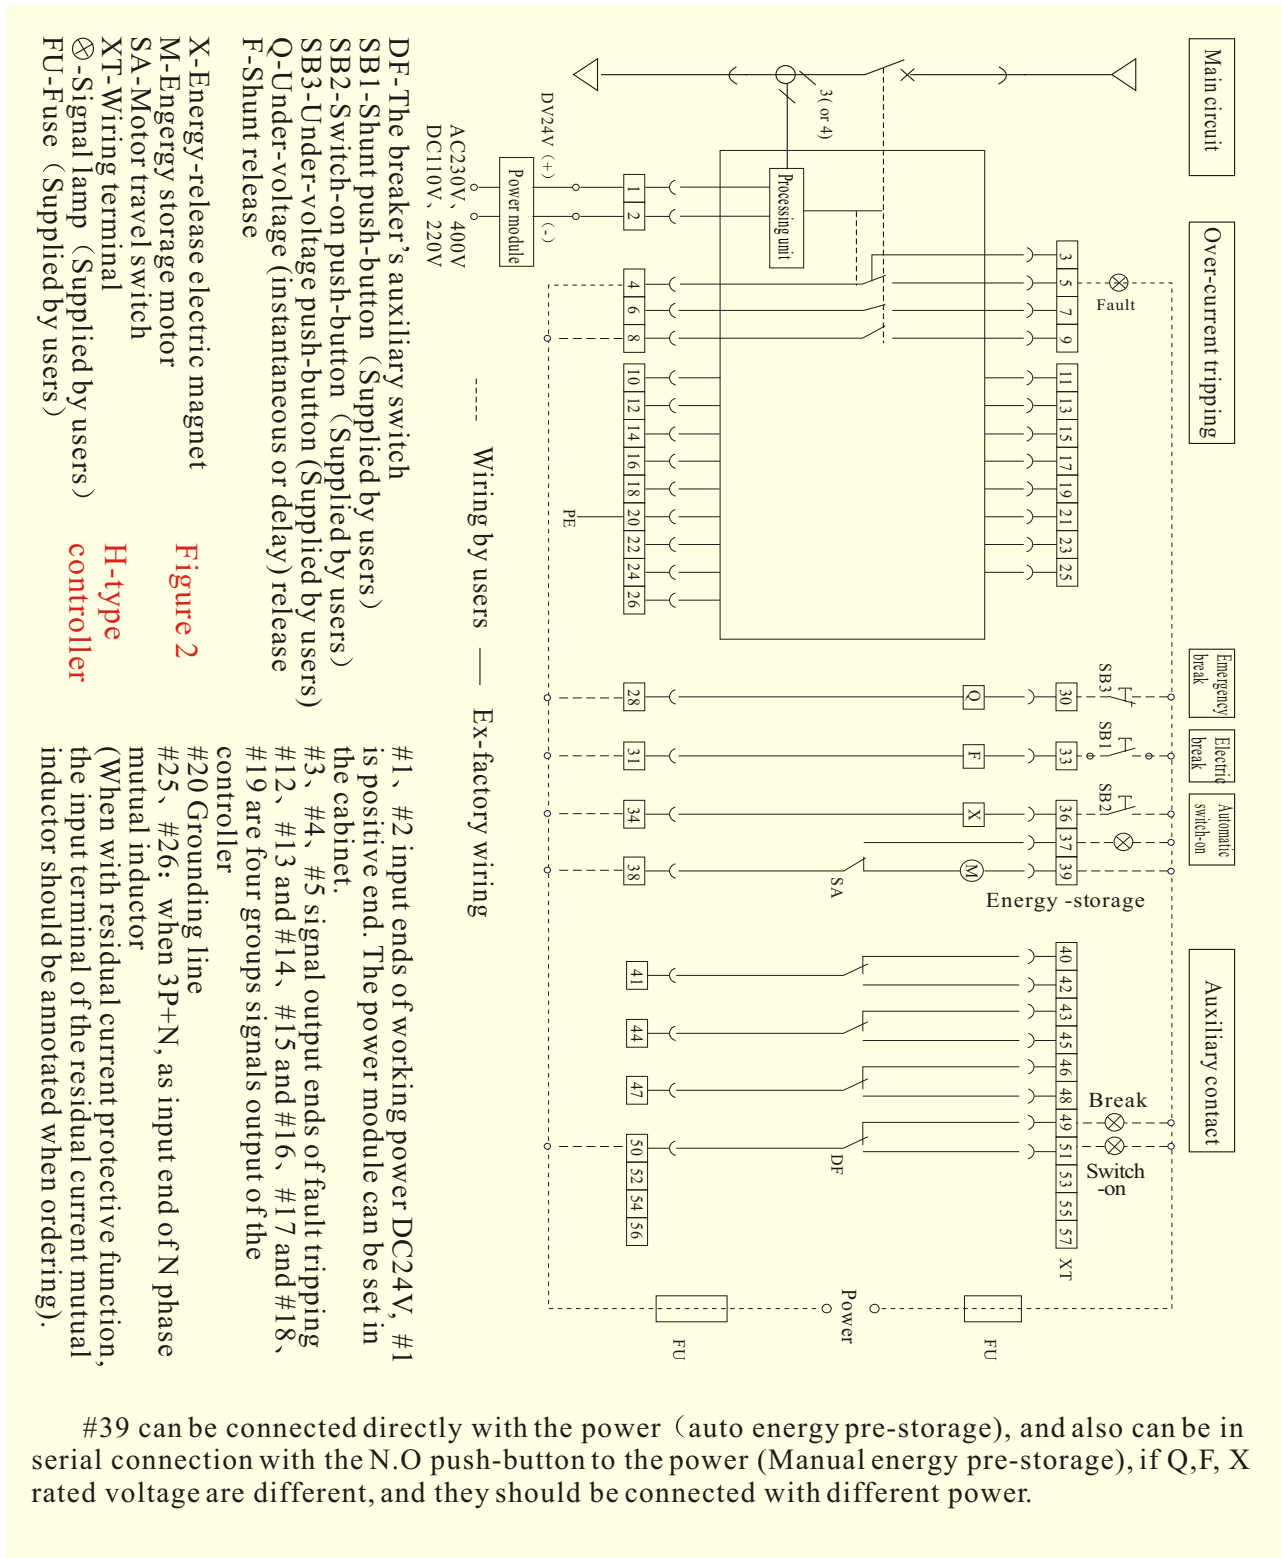 Main circuit
Over-current tripping
Emergency
break
Electric
break
Automatic
switch-on
Auxiliary contact
3( or 4)
Processing unit
Fault
3
5
7
9
11
13
15
17
19
21
23
25
30
33
36
37
39
40
42
43
45
46
48
49
51
53
55
57
XT
SB3
SB1
SB2
Q
F
X
M
SA
Energy -storage
Break
Switch
-on
DF
1
2
4
6
8
10
12
14
16
18
20
22
24
26
28
31
34
38
41
44
47
50
52
54
56
PE
FU
Power
FU
DV24V (+)
(-)
Power module
AC230V、400V
DC110V、220V
Wiring by users
Ex-factory wiring
DF-The breaker's auxiliary switch
SB1-Shunt push-button（Supplied by users）
SB2-Switch-on push-button（Supplied by users）
SB3-Under-voltage push-button (Supplied by users)
Q-Under-voltage (instantaneous or delay) release
F-Shunt release
X-Energy-release electric magnet
M-Engergy storage motor
SA-Motor travel switch
XT-Wiring terminal
⊗-Signal lamp（Supplied by users）
FU-Fuse（Supplied by users）
Figure 2
H-type
controller
#1、#2 input ends of working power DC24V, #1
is positive end. The power module can be set in
the cabinet.
#3、#4、#5 signal output ends of fault tripping
#12、#13 and #14、#15 and #16、#17 and #18、
#19 are four groups signals output of the
controller
#20 Grounding line
#25、#26: when 3P+N, as input end of N phase
mutual inductor
(When with residual current protective function,
the input terminal of the residual current mutual
inductor should be annotated when ordering).
#39 can be connected directly with the power（auto energy pre-storage), and also can be in
serial connection with the N.O push-button to the power (Manual energy pre-storage), if Q,F, X
rated voltage are different, and they should be connected with different power.